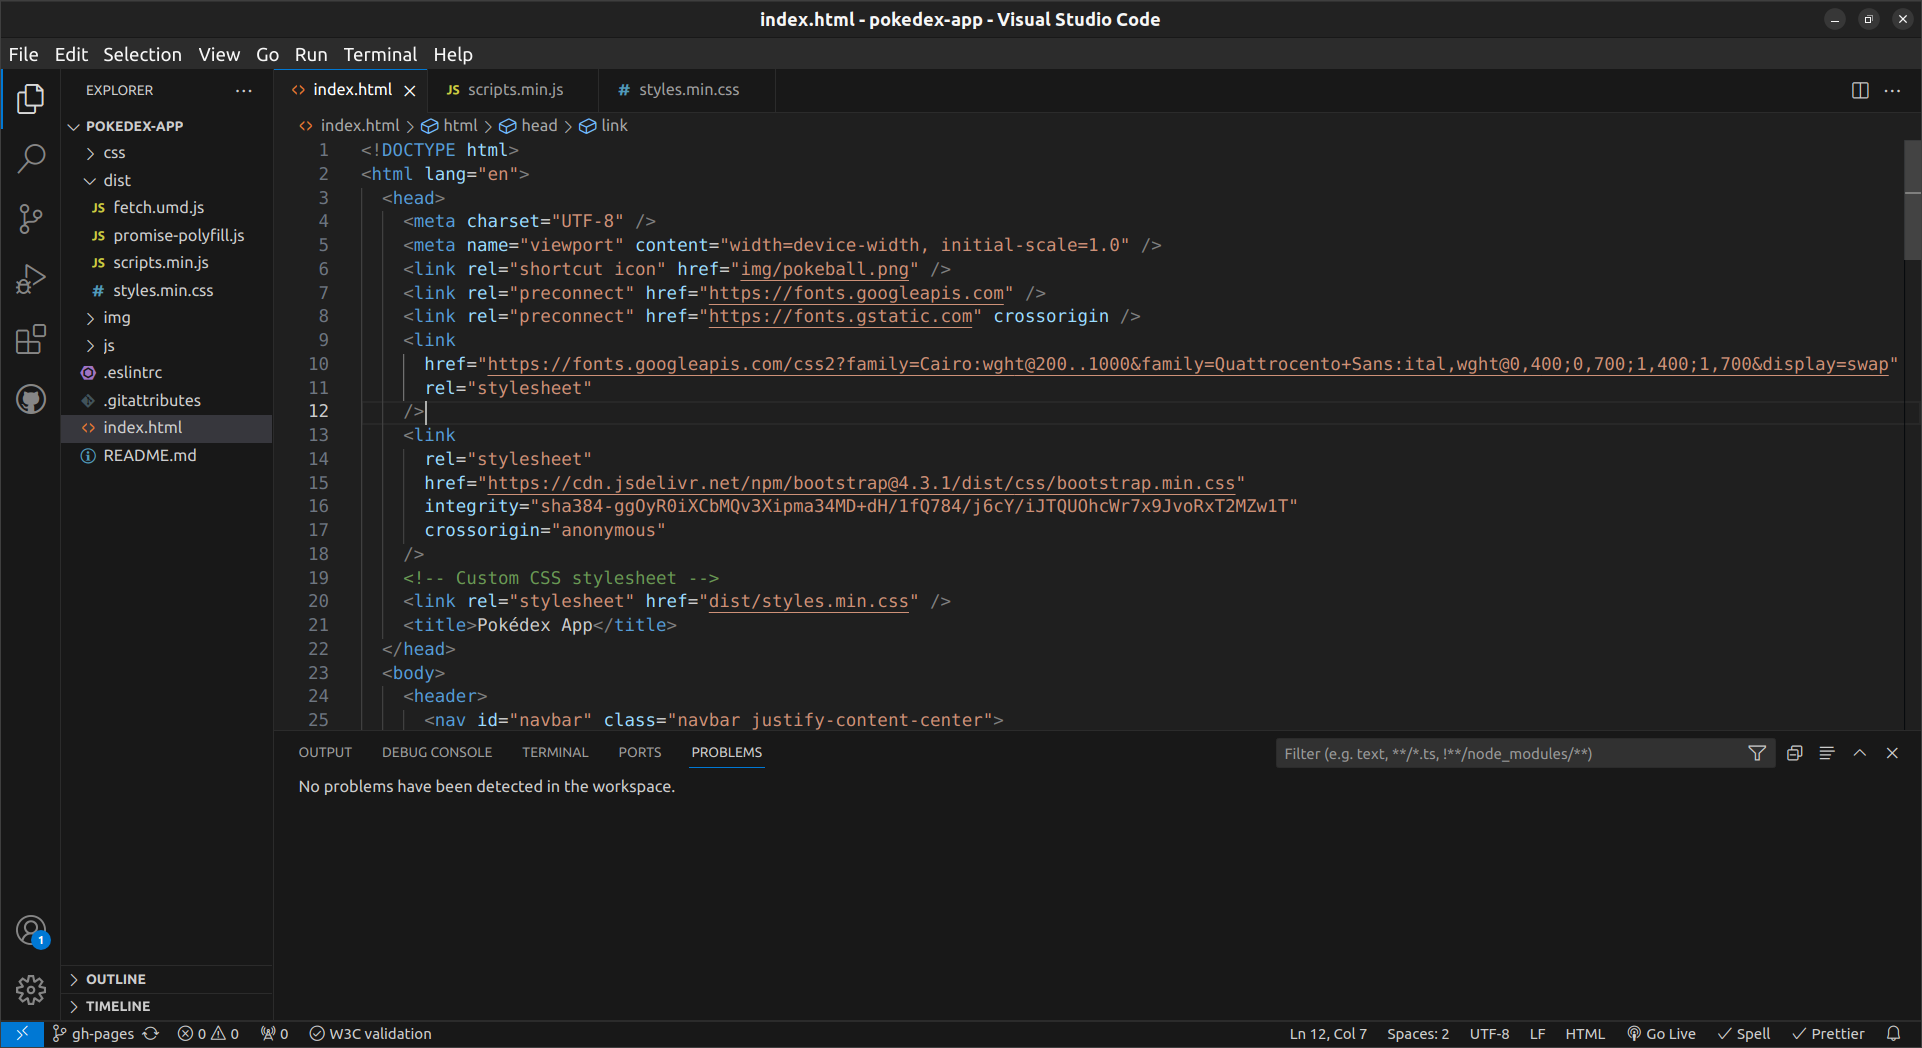 index.html - pokedex-app - Visual Studio Code
File Edit Selection View Go Run Terminal Help
EXPLORER
POKEDEX-APP
css
dist
JS fetch.umd.js
JS promise-polyfill.js
JS scripts.min.js
# styles.min.css
img
js
.eslintrc
.gitattributes
<> index.html
README.md
OUTLINE
TIMELINE
<> index.html JS scripts.min.js # styles.min.css
<> index.html > html > head > link
1 <!DOCTYPE html>
2 <html lang="en">
3 <head>
4 <meta charset="UTF-8" />
5 <meta name="viewport" content="width=device-width, initial-scale=1.0" />
6 <link rel="shortcut icon" href="img/pokeball.png" />
7 <link rel="preconnect" href="https://fonts.googleapis.com" />
8 <link rel="preconnect" href="https://fonts.gstatic.com" crossorigin />
9 <link
10 href="https://fonts.googleapis.com/css2?family=Cairo:wght@200..1000&family=Quattrocento+Sans:ital,wght@0,400;0,700;1,400;1,700&display=swap"
11 rel="stylesheet"
12 />
13 <link
14 rel="stylesheet"
15 href="https://cdn.jsdelivr.net/npm/bootstrap@4.3.1/dist/css/bootstrap.min.css"
16 integrity="sha384-ggOyR0iXCbMQv3Xipma34MD+dH/1fQ784/j6cY/iJTQUOhcWr7x9JvoRxT2MZw1T"
17 crossorigin="anonymous"
18 />
19 <!-- Custom CSS stylesheet -->
20 <link rel="stylesheet" href="dist/styles.min.css" />
21 <title>Pokédex App</title>
22 </head>
23 <body>
24 <header>
25 <nav id="navbar" class="navbar justify-content-center">
OUTPUT DEBUG CONSOLE TERMINAL PORTS PROBLEMS
Filter (e.g. text, **/*.ts, !**/node_modules/**)
No problems have been detected in the workspace.
1
gh-pages 0 0 0 W3C validation Ln 12, Col 7 Spaces: 2 UTF-8 LF HTML Go Live Spell Prettier